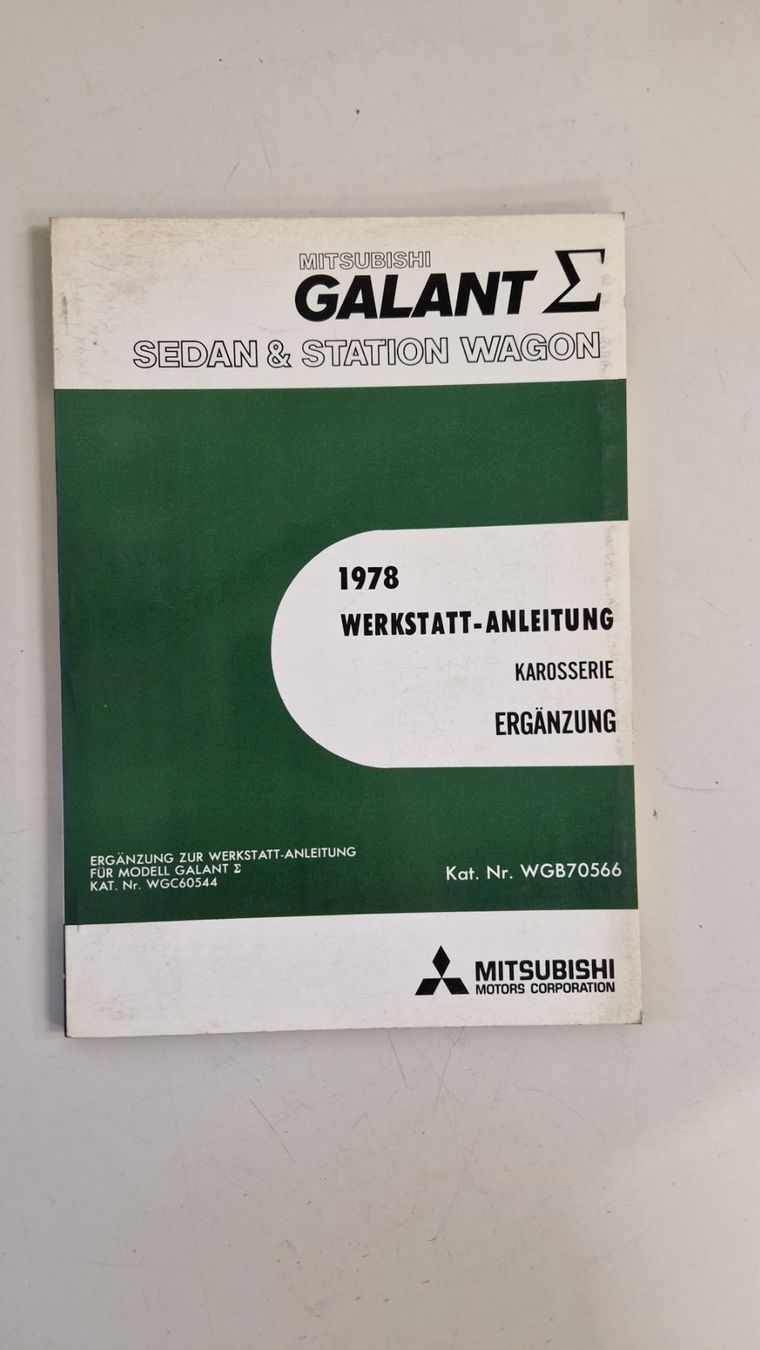 MITSUBISHI
GALANT Σ
SEDAN & STATION WAGON
1978
WERKSTATT-ANLEITUNG
KAROSSERIE
ERGÄNZUNG
ERGÄNZUNG ZUR WERKSTATT-ANLEITUNG
FÜR MODELL GALANT Σ
KAT. Nr. WGC60544
Kat. Nr. WGB70566
MITSUBISHI
MOTORS CORPORATION